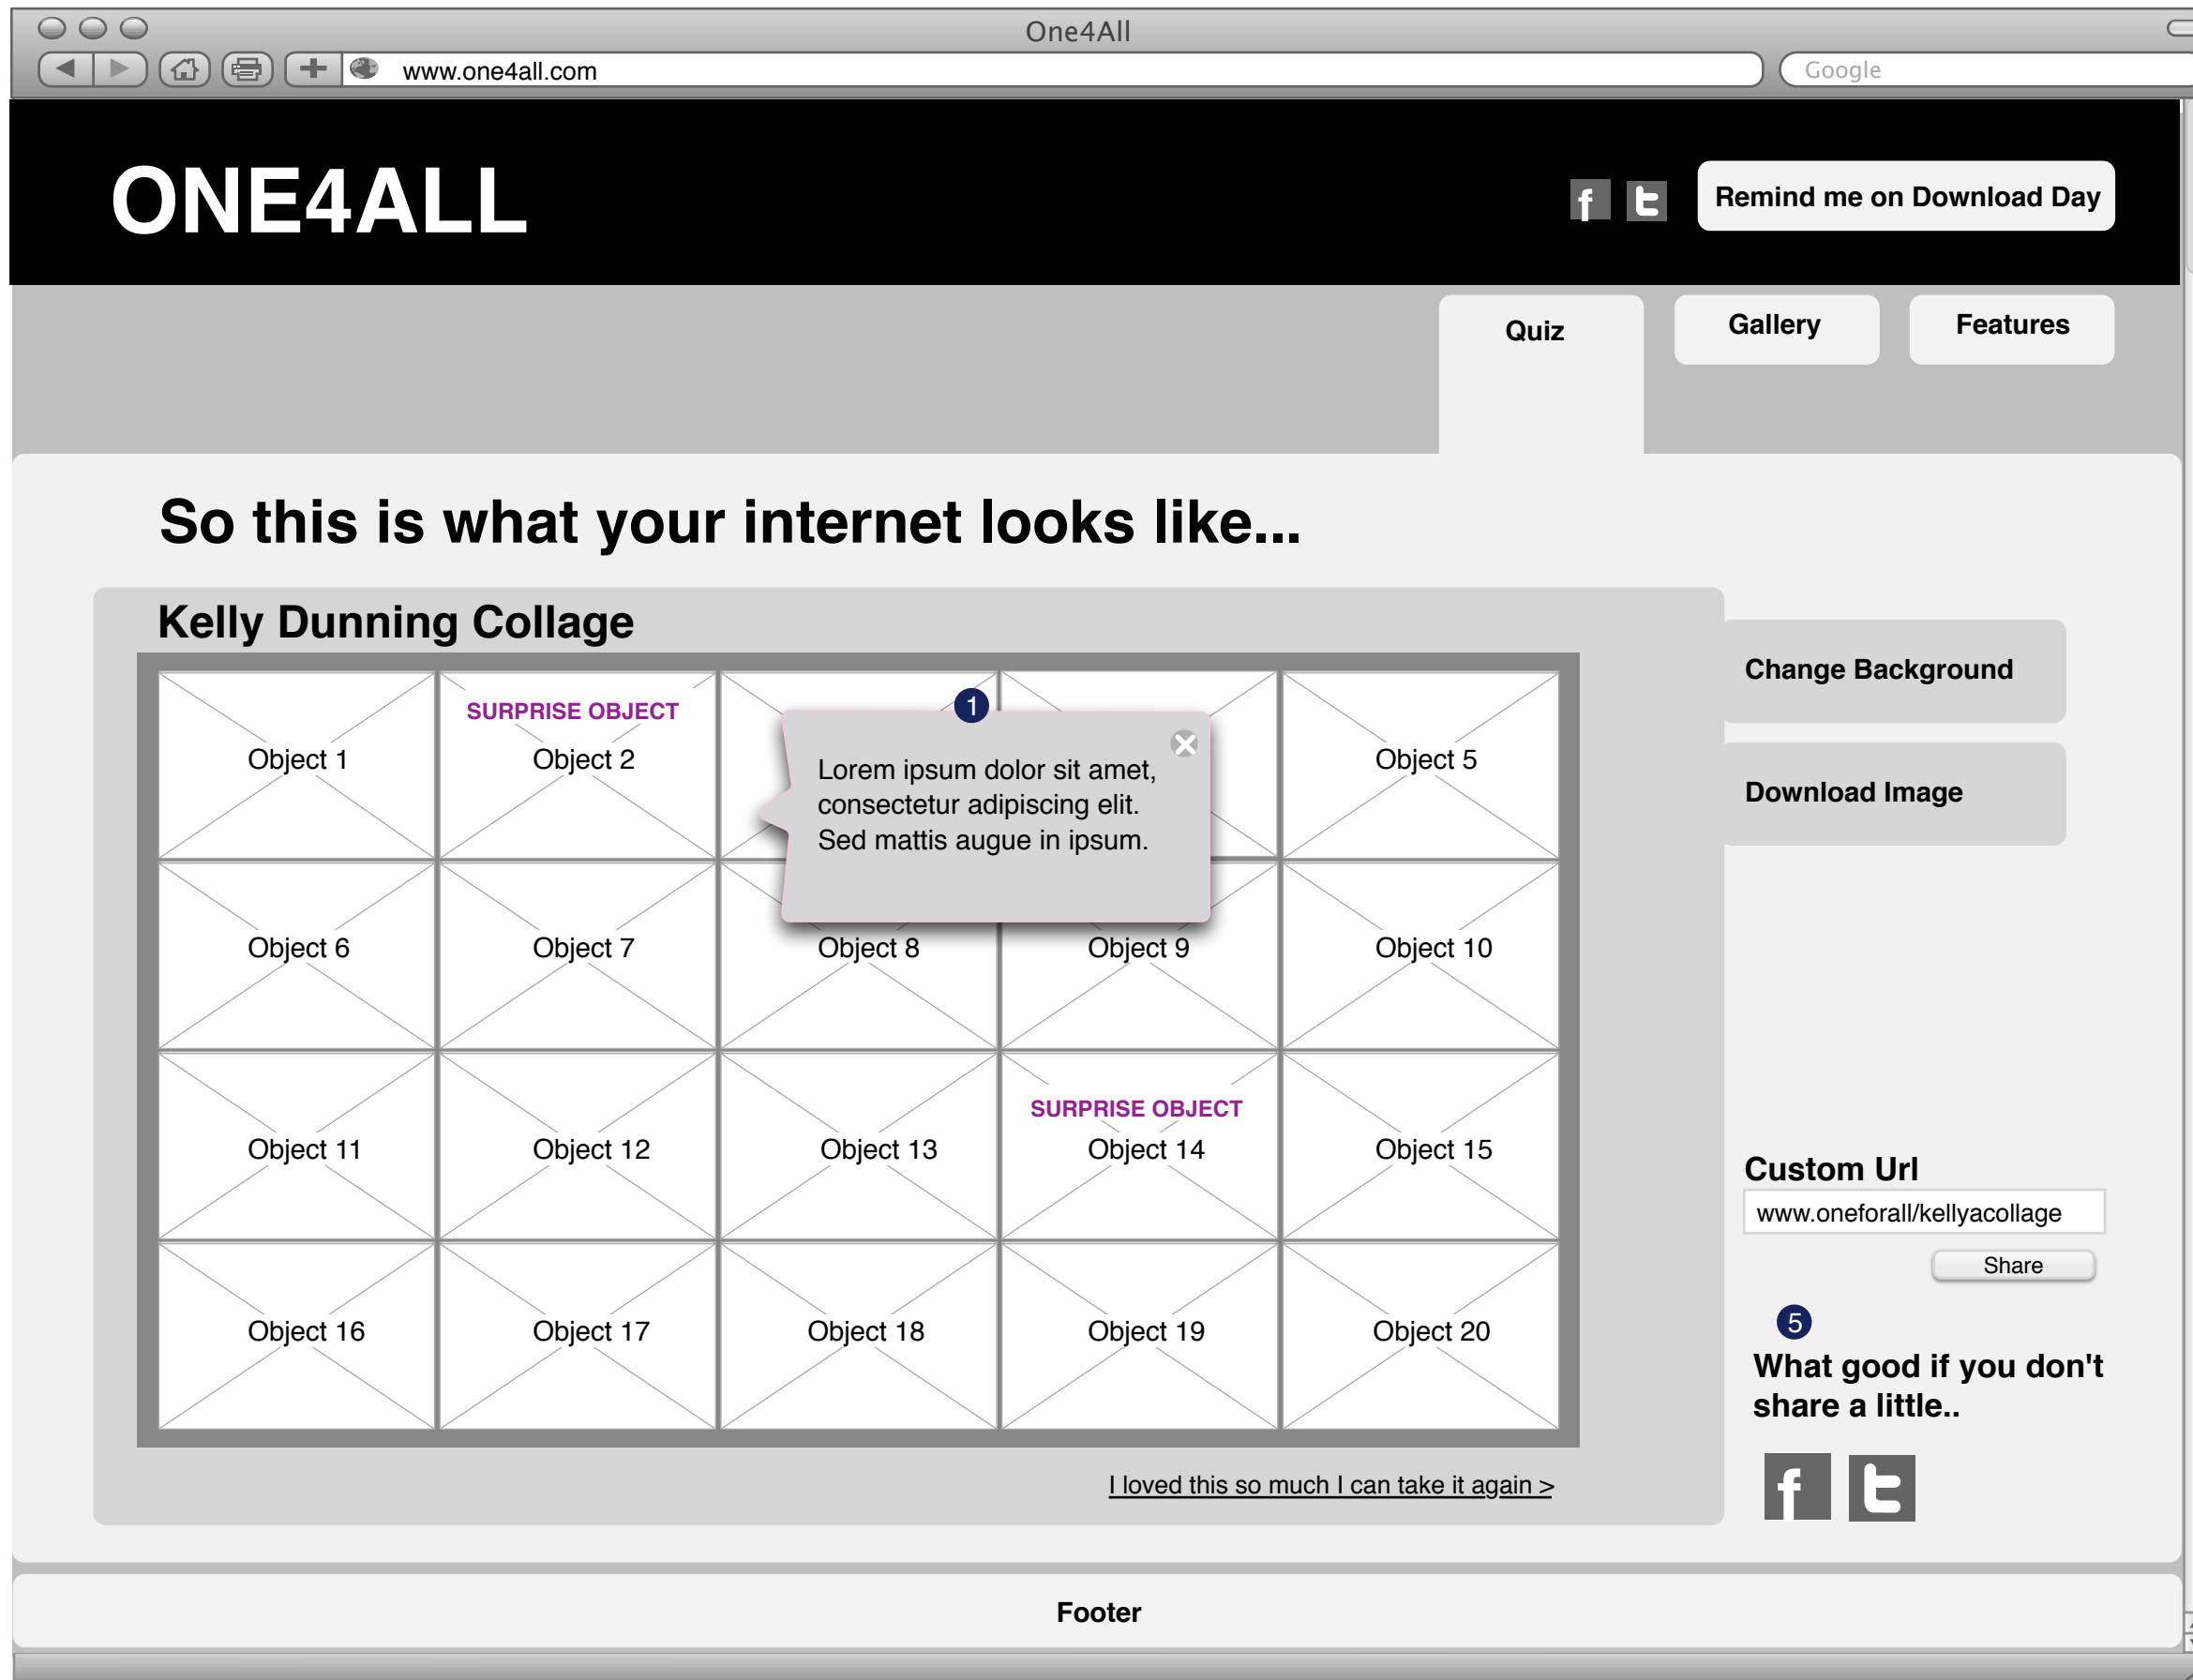 One4All
www.one4all.com
Google
ONE4ALL
f t Remind me on Download Day
Quiz Gallery Features
So this is what your internet looks like...
Kelly Dunning Collage
SURPRISE OBJECT
Object 1 Object 2 Object 5
1
Lorem ipsum dolor sit amet,
consectetur adipiscing elit.
Sed mattis augue in ipsum.
Object 6 Object 7 Object 8 Object 9 Object 10
SURPRISE OBJECT
Object 11 Object 12 Object 13 Object 14 Object 15
Object 16 Object 17 Object 18 Object 19 Object 20
I loved this so much I can take it again >
Change Background
Download Image
Custom Url
www.oneforall/kellyacollage
Share
5
What good if you don't
share a little..
f t
Footer